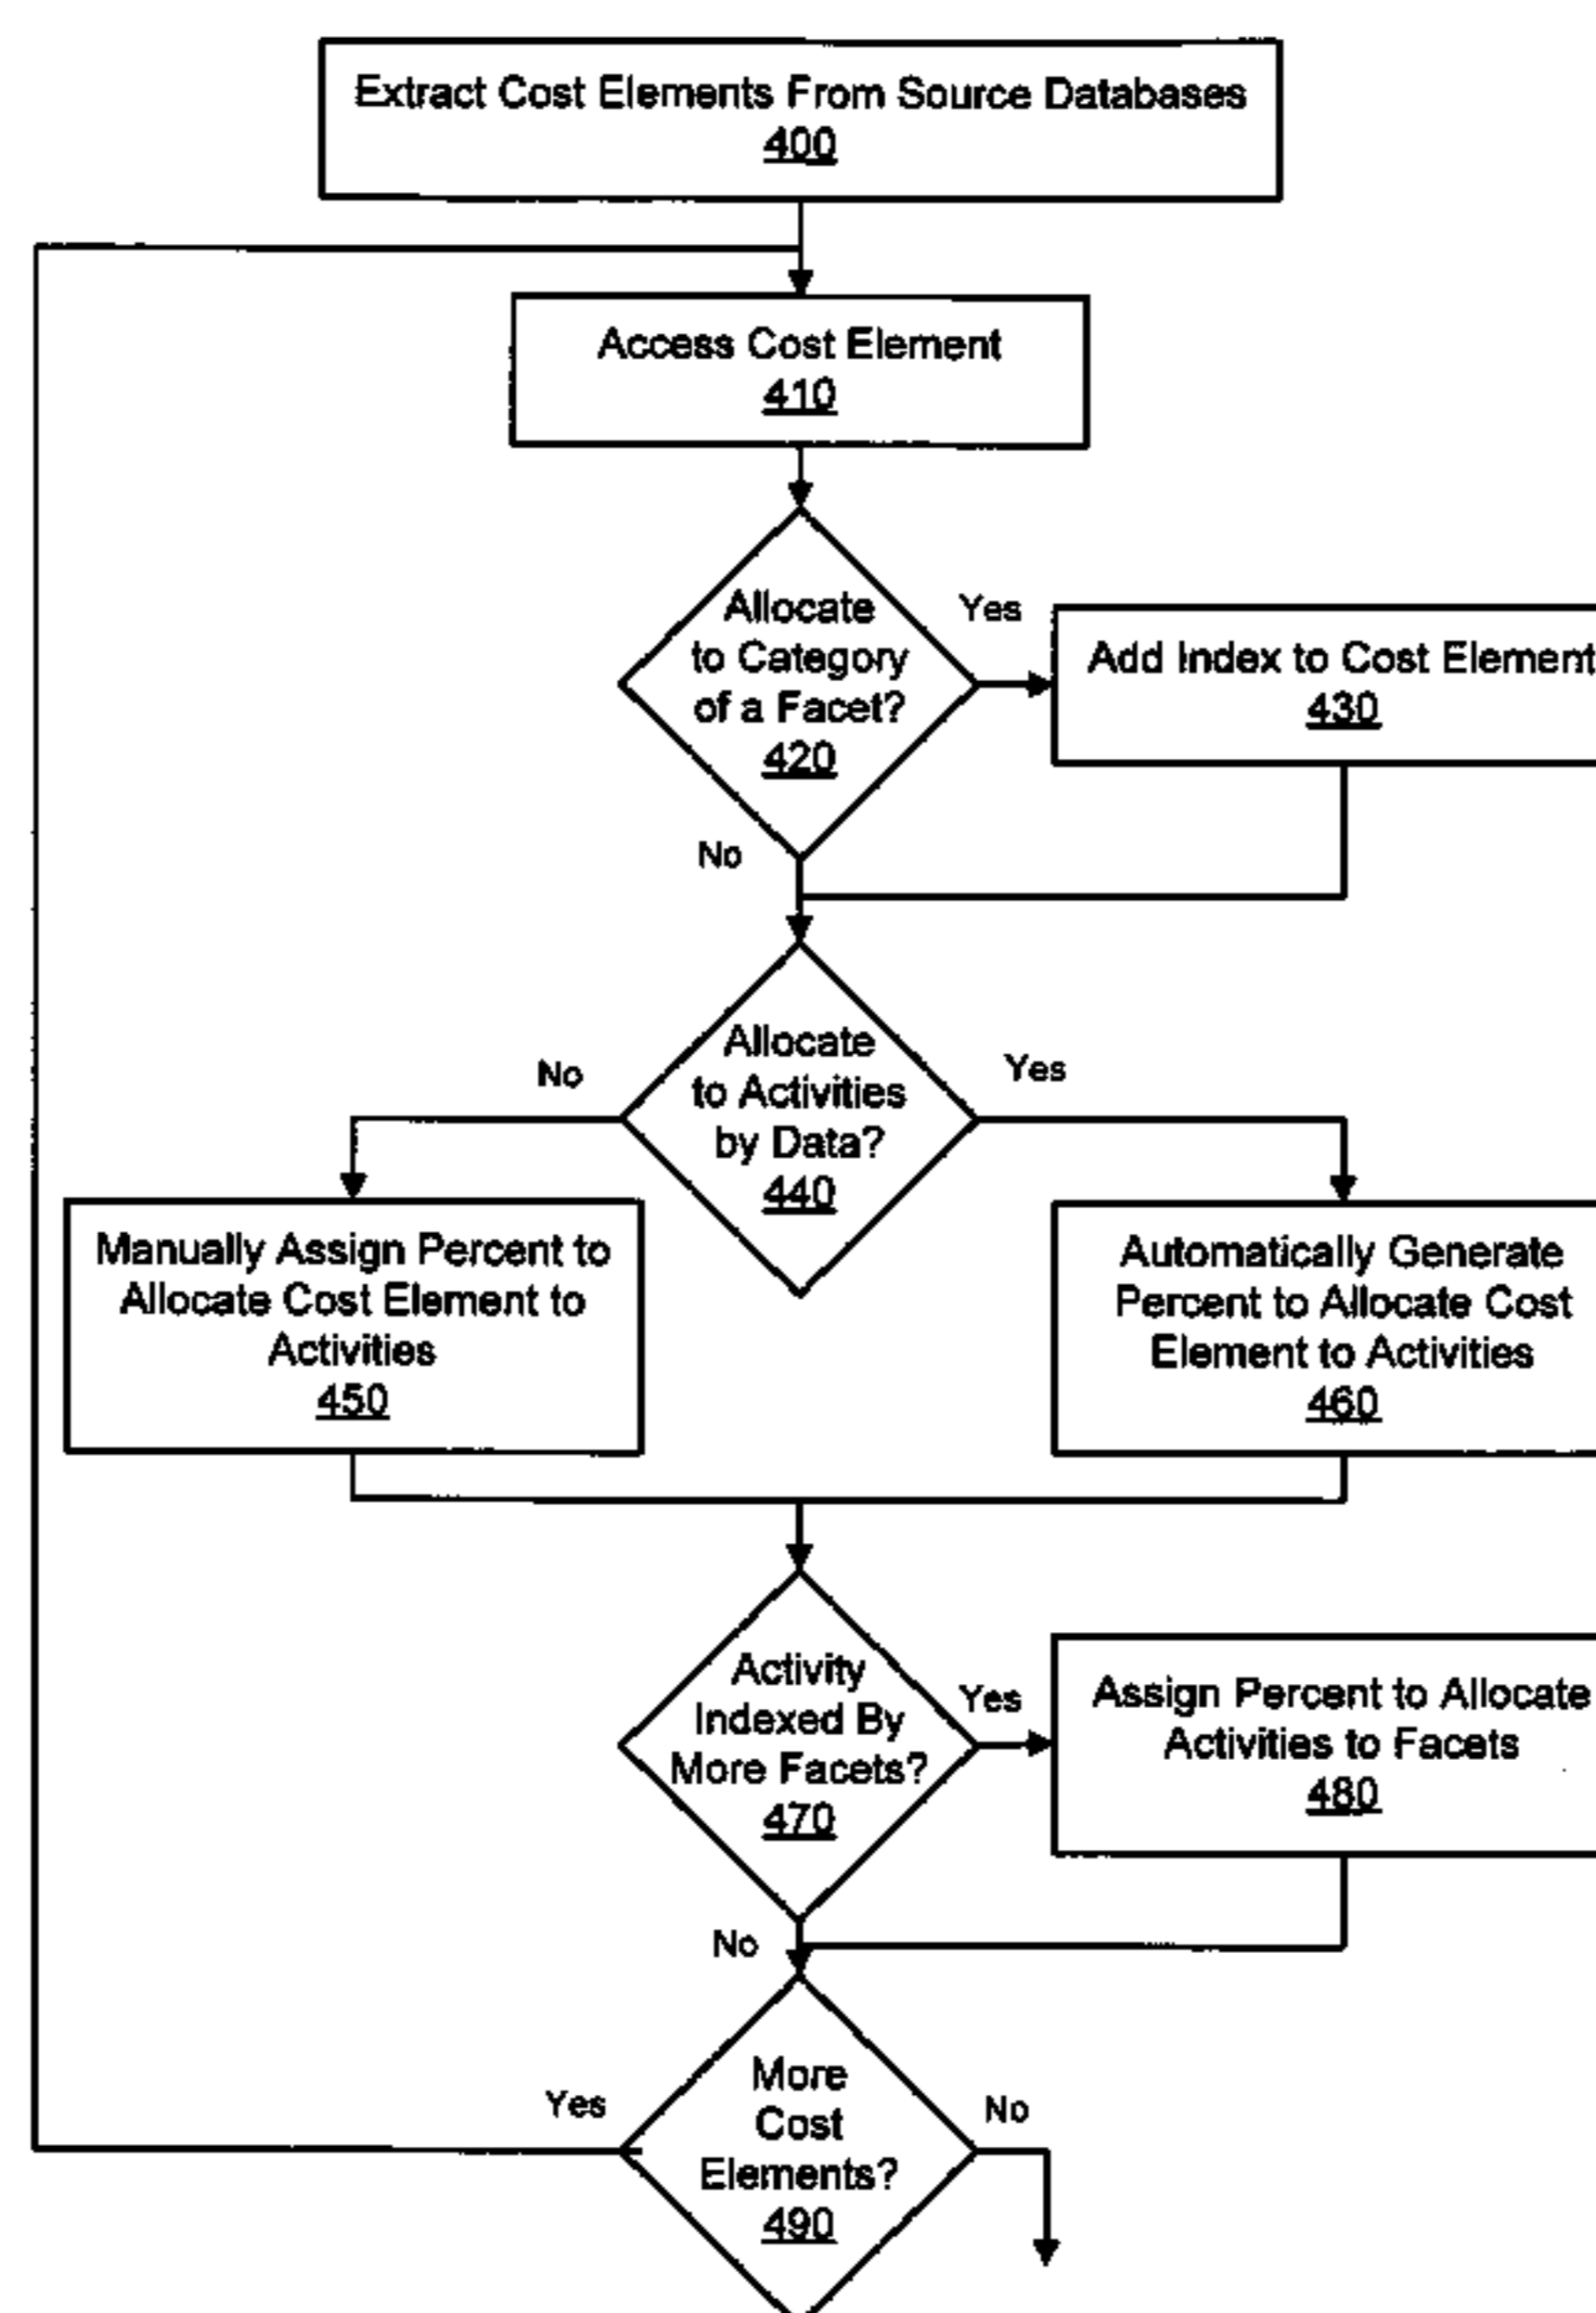 Extract Cost Elements From Source Databases
400
Access Cost Element
410
Allocate
to Category
of a Facet?
420
Yes
Add Index to Cost Element
430
No
Allocate
to Activities
by Data?
440
No
Yes
Manually Assign Percent to
Allocate Cost Element to
Activities
450
Automatically Generate
Percent to Allocate Cost
Element to Activities
460
Activity
Indexed By
More Facets?
470
Yes
Assign Percent to Allocate
Activities to Facets
480
No
More
Cost
Elements?
490
Yes
No